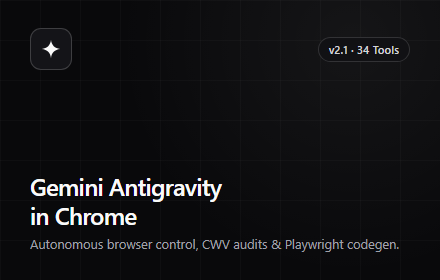 v2.1 · 34 Tools
Gemini Antigravity
in Chrome
Autonomous browser control, CWV audits & Playwright codegen.